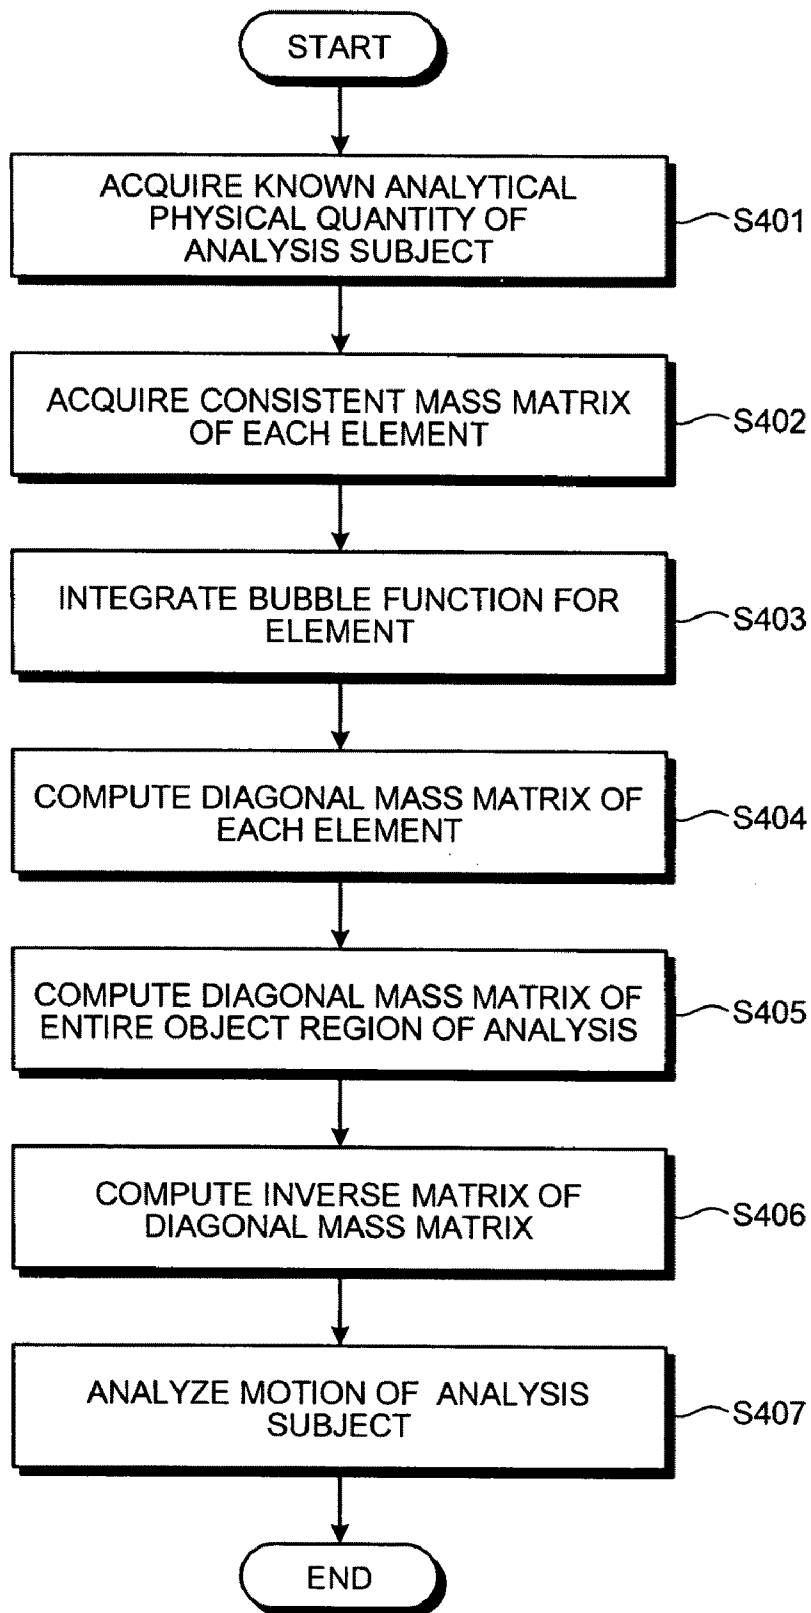 START
ACQUIRE KNOWN ANALYTICAL
PHYSICAL QUANTITY OF
ANALYSIS SUBJECT
S401
ACQUIRE CONSISTENT MASS MATRIX
OF EACH ELEMENT
S402
INTEGRATE BUBBLE FUNCTION FOR
ELEMENT
S403
COMPUTE DIAGONAL MASS MATRIX OF
EACH ELEMENT
S404
COMPUTE DIAGONAL MASS MATRIX OF
ENTIRE OBJECT REGION OF ANALYSIS
S405
COMPUTE INVERSE MATRIX OF
DIAGONAL MASS MATRIX
S406
ANALYZE MOTION OF ANALYSIS
SUBJECT
S407
END